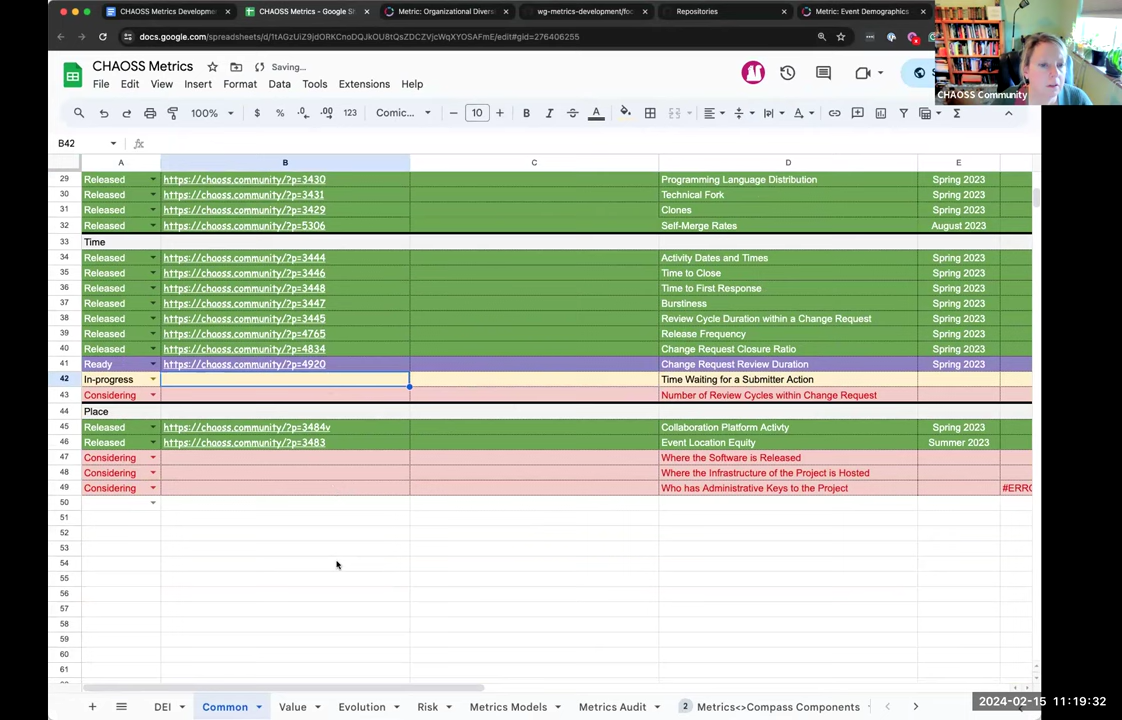 CHAOSS Metrics Developm
CHAOSS Metrics - Google Sh
Metric: Organizational Divers
wg-metrics-development/foc
Repositories
Metric: Event Demographics
docs.google.com/spreadsheets/d/1tAGzUiZ9jdORKCnoDQJkOU8tQsZDCZVjcWqXYOSAFmE/edit#gid=276406255
CHAOSS Metrics
Saving...
File Edit View Insert Format Data Tools Extensions Help
CHAOSS Community
100% $ % .0 .00 123 Comic... 10 B I A
B42 fx
A B C D E
29 Released https://chaoss.community/?p=3430 Programming Language Distribution Spring 2023
30 Released https://chaoss.community/?p=3431 Technical Fork Spring 2023
31 Released https://chaoss.community/?p=3429 Clones Spring 2023
32 Released https://chaoss.community/?p=5306 Self-Merge Rates August 2023
33 Time
34 Released https://chaoss.community/?p=3444 Activity Dates and Times Spring 2023
35 Released https://chaoss.community/?p=3446 Time to Close Spring 2023
36 Released https://chaoss.community/?p=3448 Time to First Response Spring 2023
37 Released https://chaoss.community/?p=3447 Burstiness Spring 2023
38 Released https://chaoss.community/?p=3445 Review Cycle Duration within a Change Request Spring 2023
39 Released https://chaoss.community/?p=4765 Release Frequency Spring 2023
40 Released https://chaoss.community/?p=4834 Change Request Closure Ratio Spring 2023
41 Ready https://chaoss.community/?p=4920 Change Request Review Duration Spring 2023
42 In-progress Time Waiting for a Submitter Action
43 Considering Number of Review Cycles within Change Request
44 Place
45 Released https://chaoss.community/?p=3484v Collaboration Platform Activty Spring 2023
46 Released https://chaoss.community/?p=3483 Event Location Equity Summer 2023
47 Considering Where the Software is Released
48 Considering Where the Infrastructure of the Project is Hosted
49 Considering Who has Administrative Keys to the Project #ERRO
50
51
52
53
54
55
56
57
58
59
60
61
DEI Common Value Evolution Risk Metrics Models Metrics Audit 2 Metrics<>Compass Components
2024-02-15 11:19:32